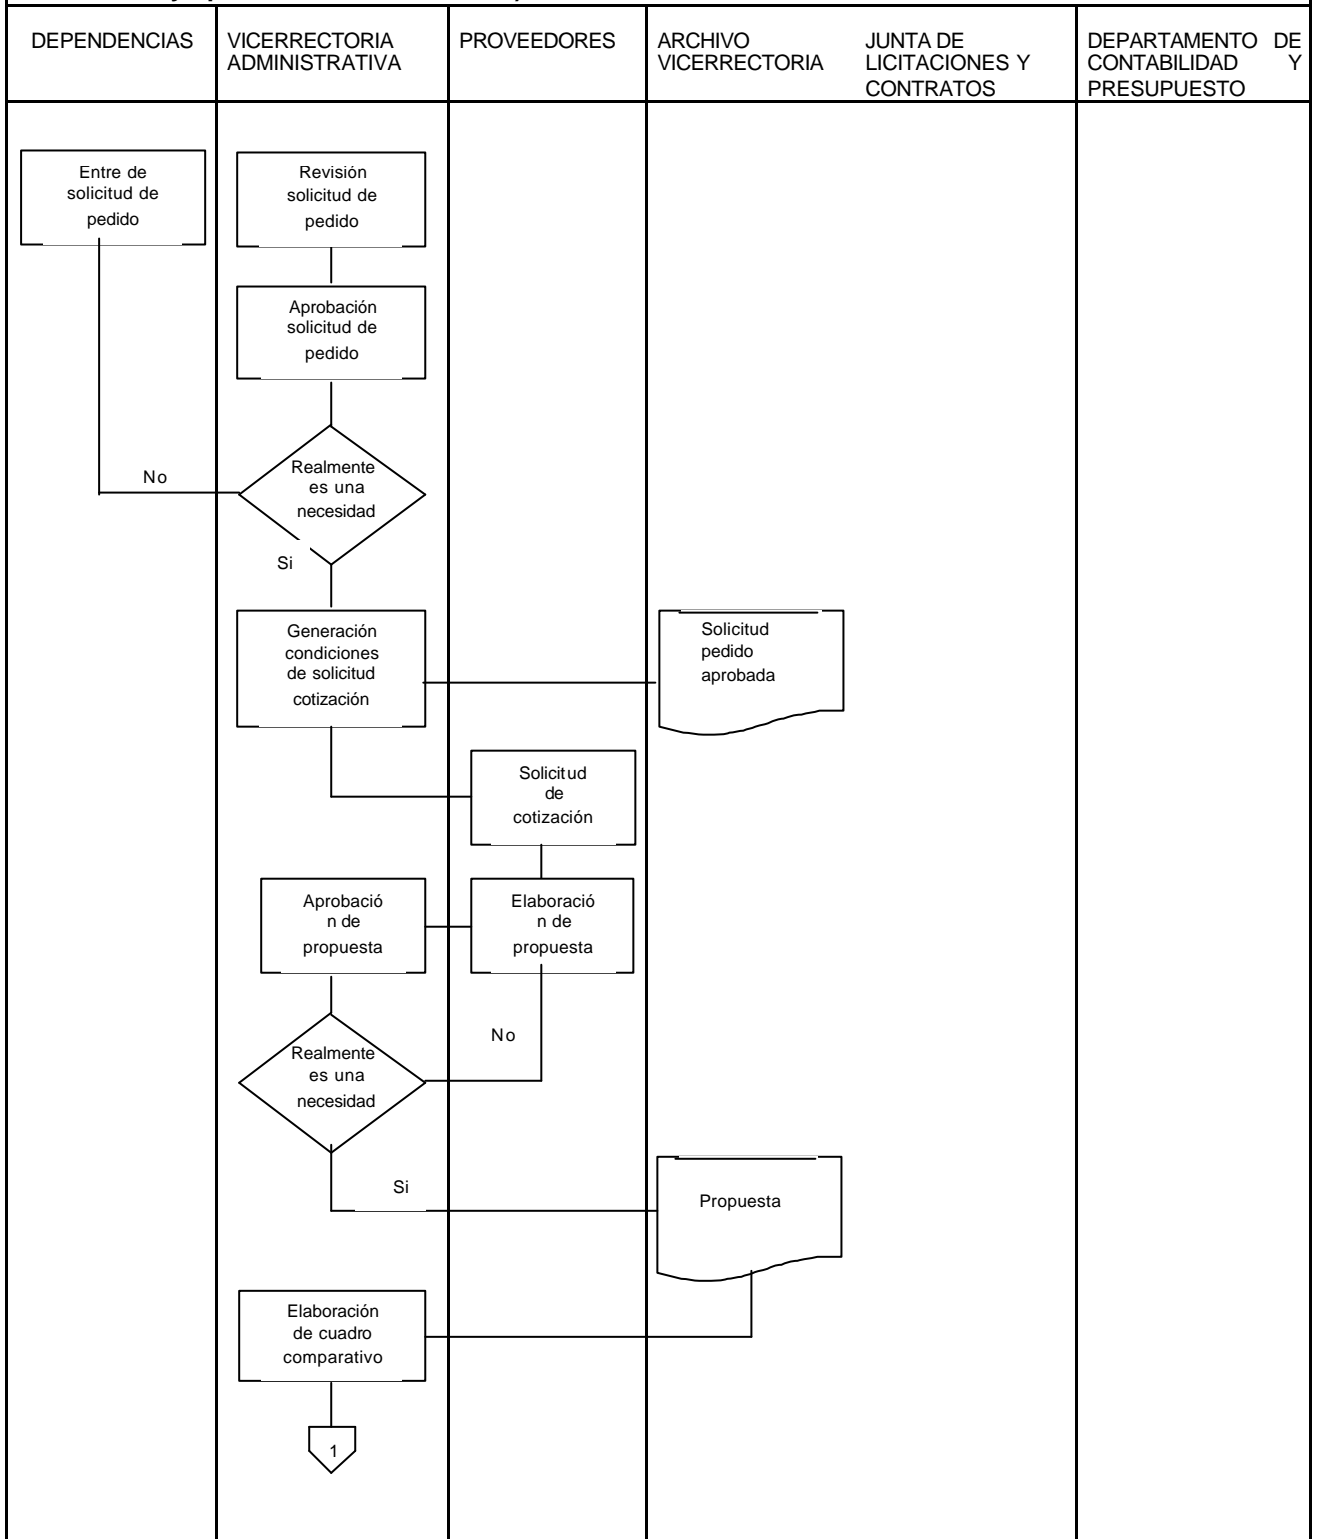 DEPENDENCIAS
VICERRECTORIA
ADMINISTRATIVA
PROVEEDORES
ARCHIVO
VICERRECTORIA
JUNTA DE
LICITACIONES Y
CONTRATOS
DEPARTAMENTO DE
CONTABILIDAD Y
PRESUPUESTO
Entre de
solicitud de
pedido
Revisión
solicitud de
pedido
Aprobación
solicitud de
pedido
Realmente
es una
necesidad
No
Si
Generación
condiciones
de solicitud
cotización
Solicitud
pedido
aprobada
Solicitud
de
cotización
Aprobació
n de
propuesta
Elaboració
n de
propuesta
Realmente
es una
necesidad
No
Si
Propuesta
Elaboración
de cuadro
comparativo
1